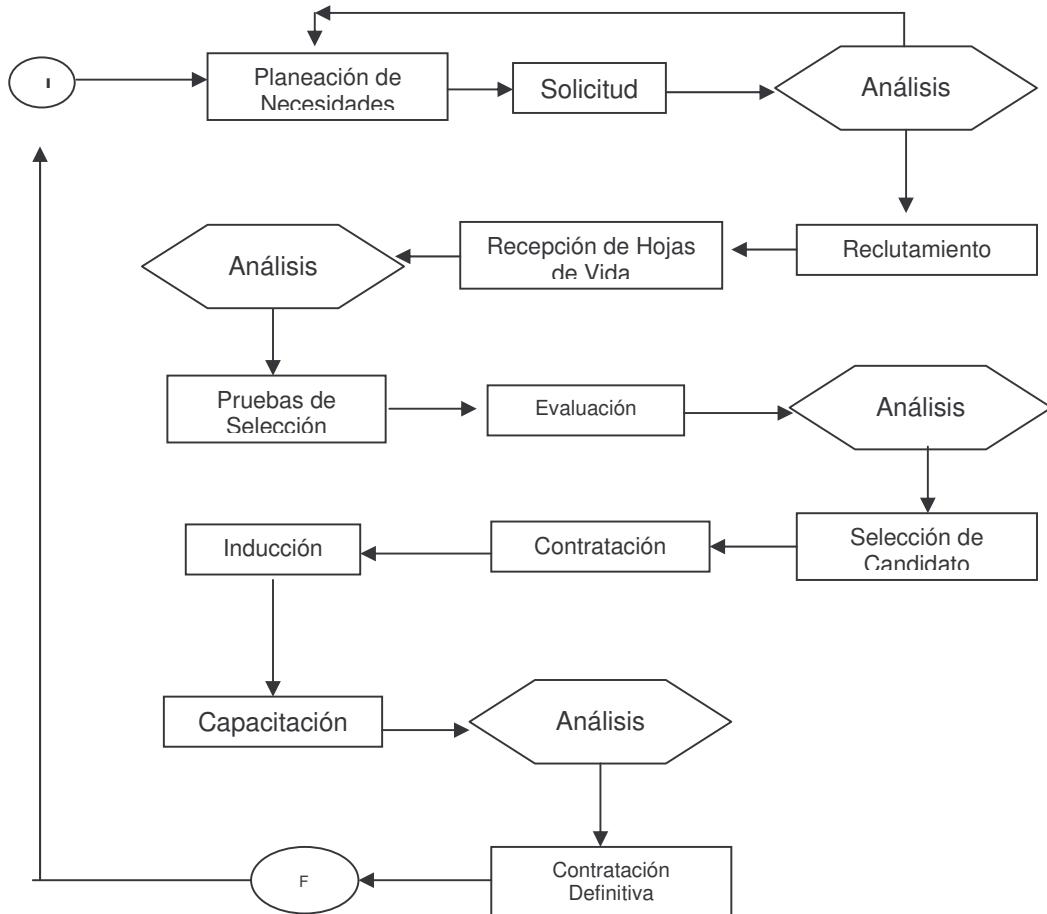 I
Planeación de
Necesidades
Solicitud
Análisis
Reclutamiento
Recepción de Hojas
de Vida
Análisis
Pruebas de
Selección
Evaluación
Análisis
Selección de
Candidato
Contratación
Inducción
Capacitación
Análisis
Contratación
Definitiva
F